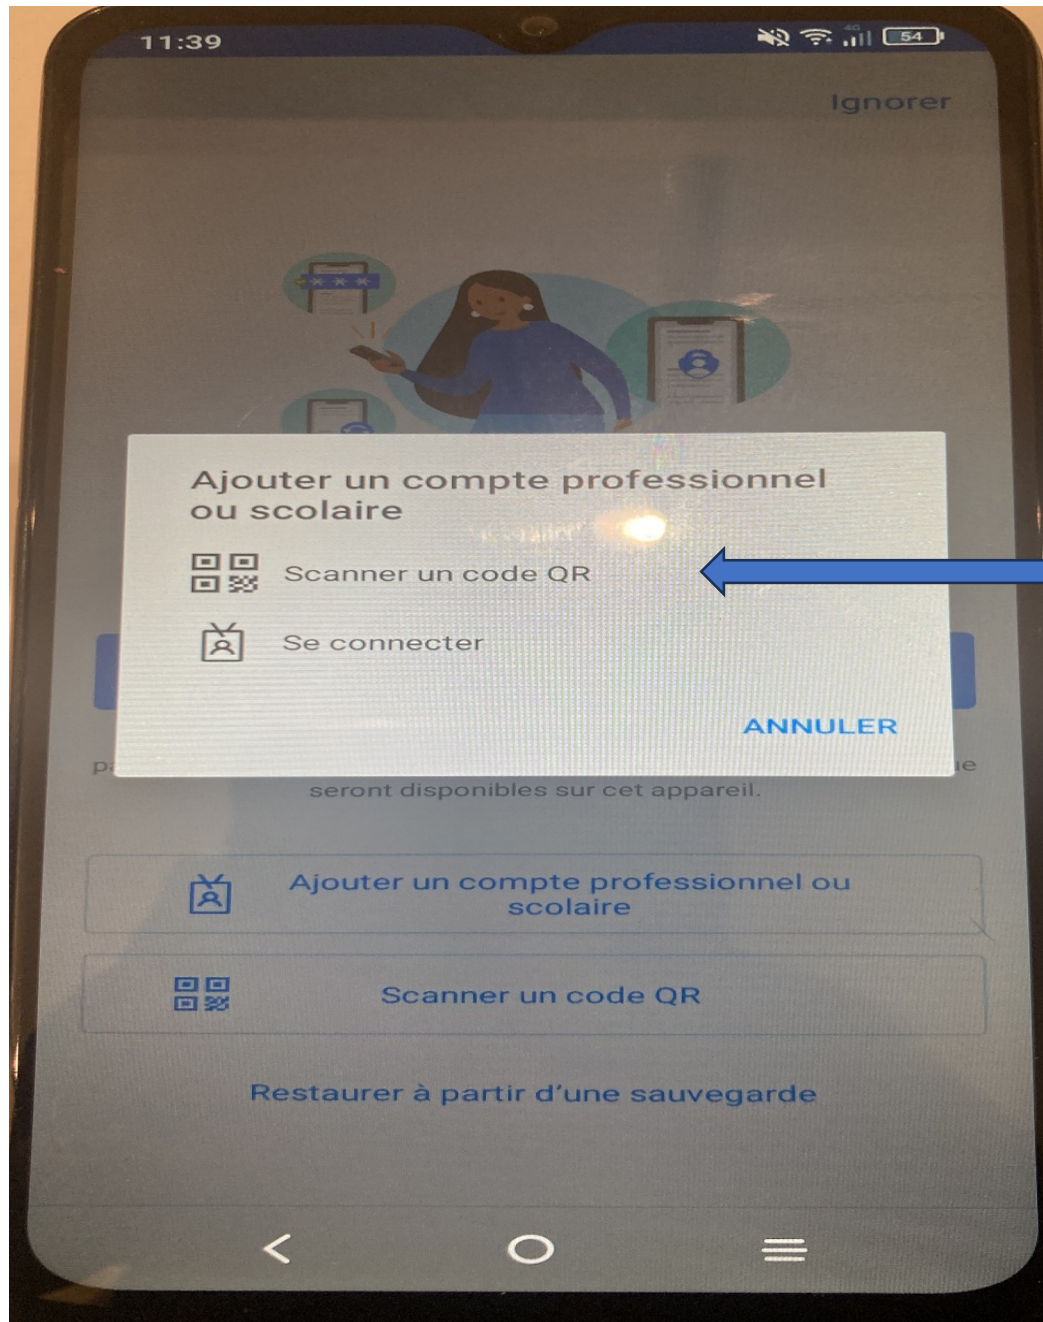 11:39
4G
54
Ignorer
* * *
Ajouter un compte professionnel
ou scolaire
Scanner un code QR
Se connecter
ANNULER
seront disponibles sur cet appareil.
Ajouter un compte professionnel ou
scolaire
Scanner un code QR
Restaurer à partir d'une sauvegarde